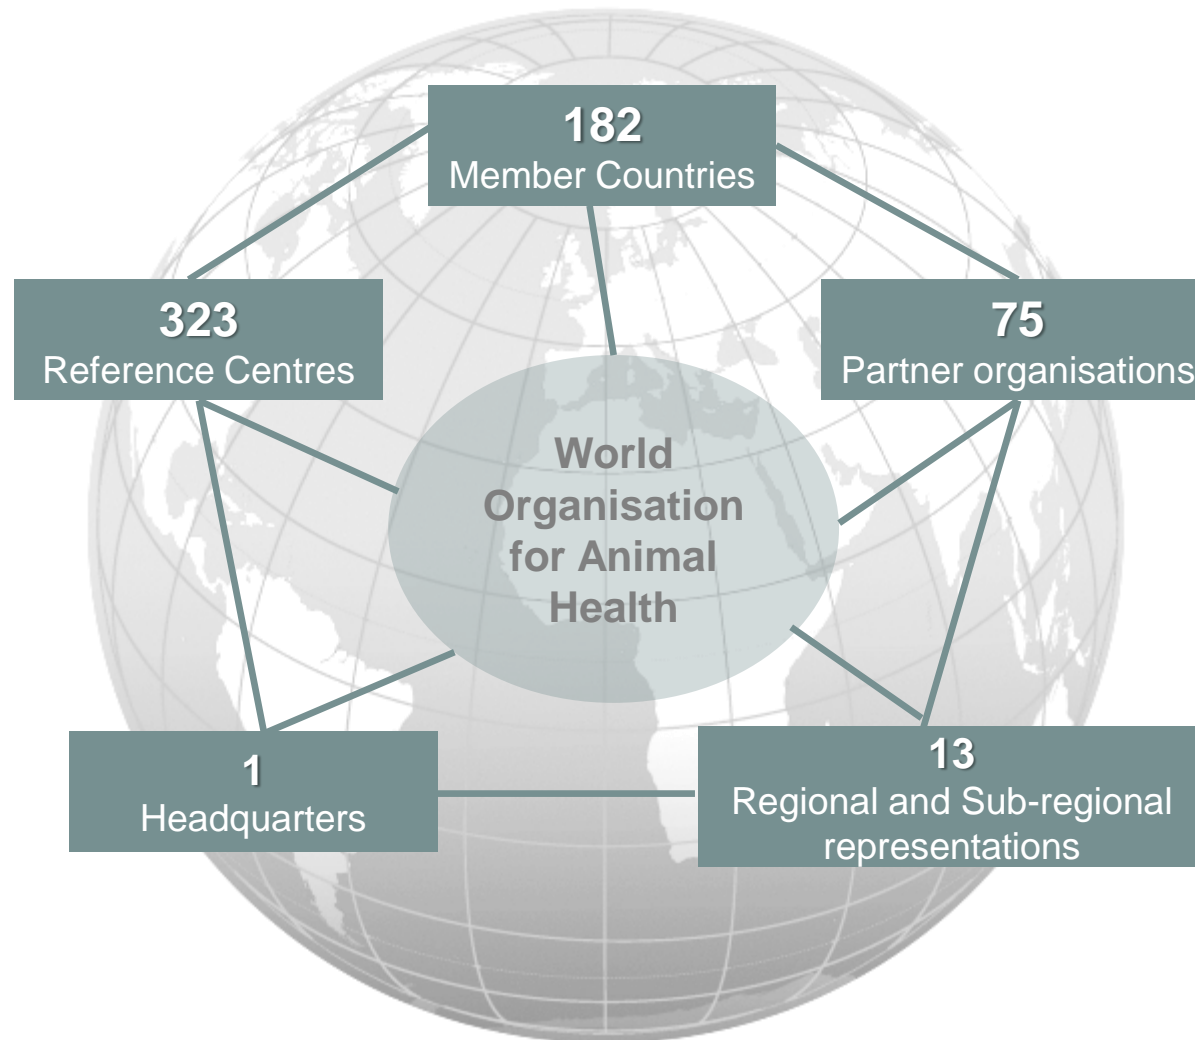 182
Member Countries
323
Reference Centres
75
Partner organisations
World
Organisation
for Animal
Health
1
Headquarters
13
Regional and Sub-regional
representations